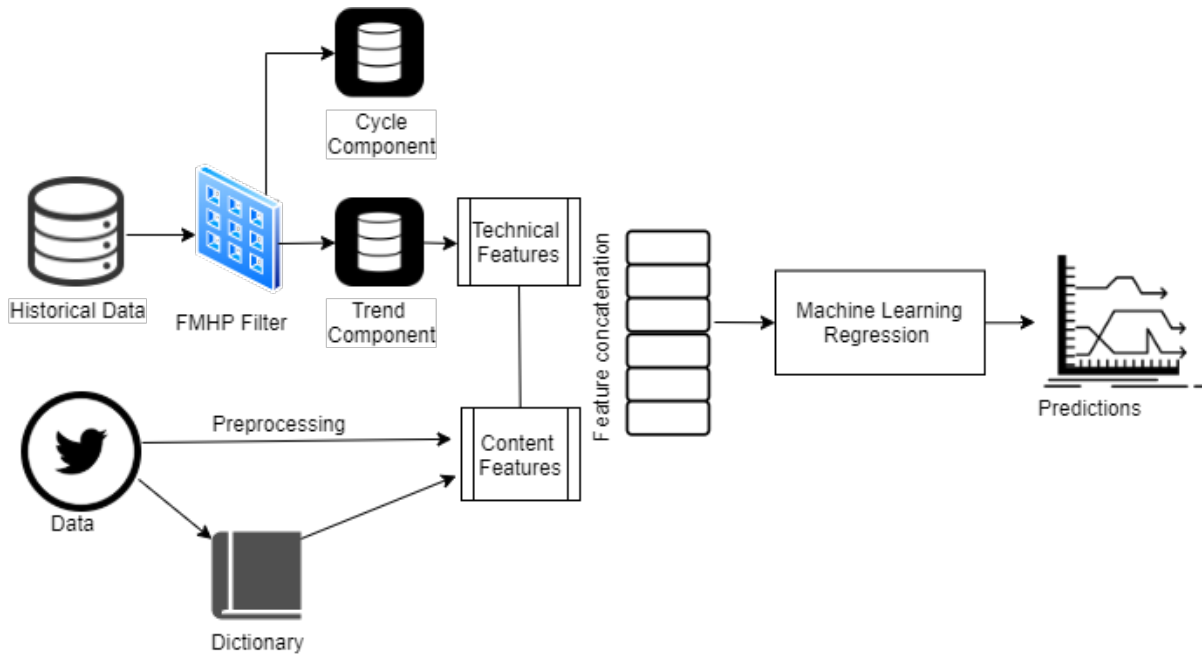 Cycle
Component
Historical Data
FMHP Filter
Trend
Component
Technical
Features
Feature concatenation
Machine Learning
Regression
Predictions
Preprocessing
Content
Features
Data
Dictionary